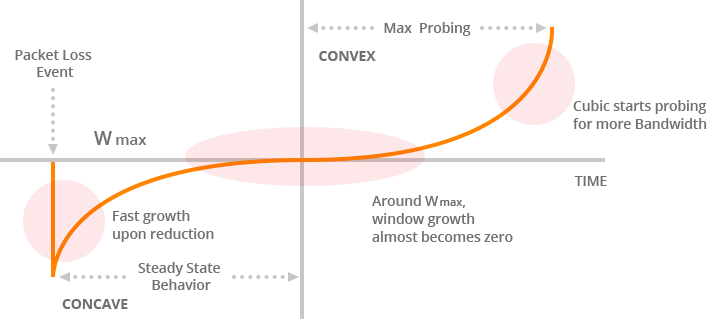 Max Probing
CONVEX
Packet Loss
Event
Cubic starts probing
for more Bandwidth
W max
TIME
Fast growth
upon reduction
Around Wmax,
window growth
almost becomes zero
Steady State
Behavior
CONCAVE